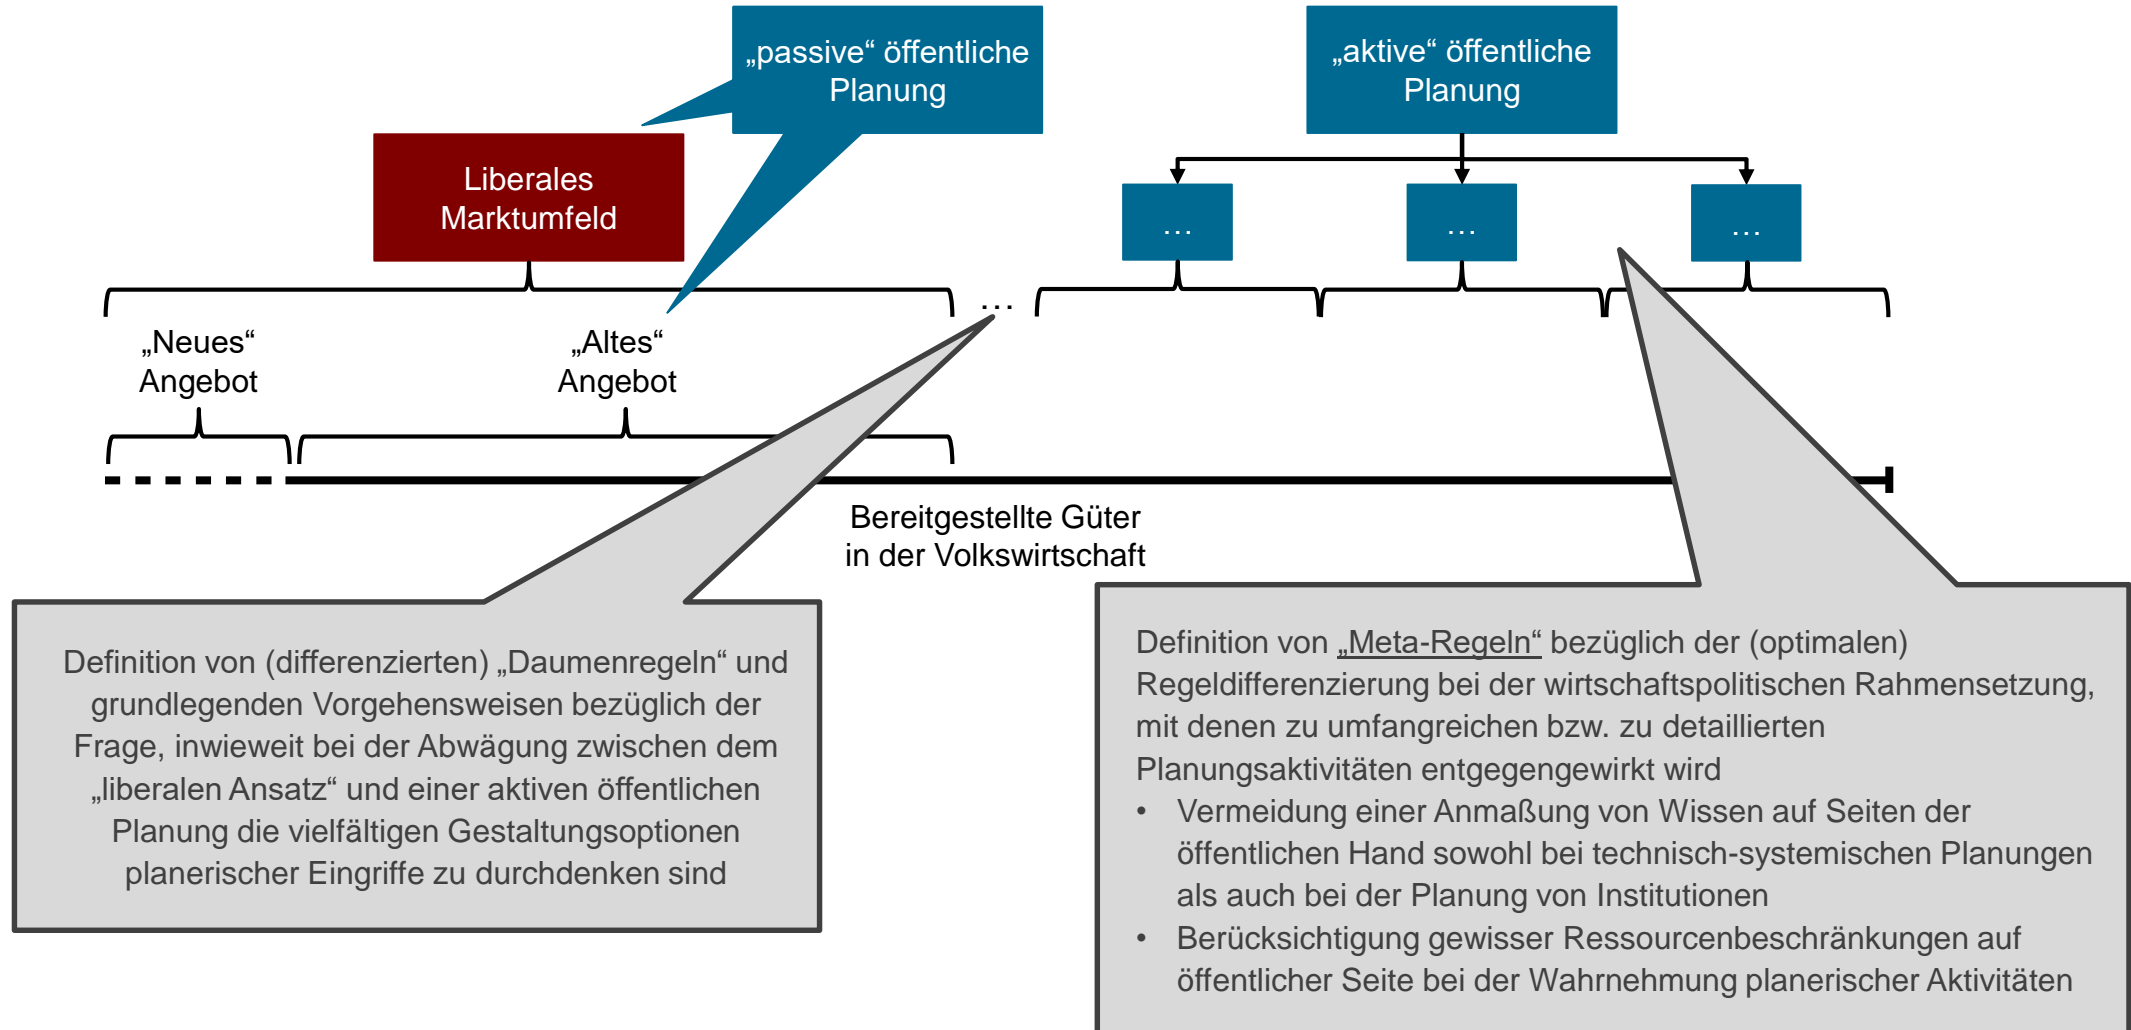 „passive“ öffentliche
Planung
„aktive“ öffentliche
Planung
Liberales
Marktumfeld
…
…
…
…
„Neues“
Angebot
„Altes“
Angebot
Bereitgestellte Güter
in der Volkswirtschaft
Definition von (differenzierten) „Daumenregeln“ und
grundlegenden Vorgehensweisen bezüglich der
Frage, inwieweit bei der Abwägung zwischen dem
„liberalen Ansatz“ und einer aktiven öffentlichen
Planung die vielfältigen Gestaltungsoptionen
planerischer Eingriffe zu durchdenken sind
Definition von „Meta-Regeln“ bezüglich der (optimalen)
Regeldifferenzierung bei der wirtschaftspolitischen Rahmensetzung,
mit denen zu umfangreichen bzw. zu detaillierten
Planungsaktivitäten entgegengewirkt wird
• Vermeidung einer Anmaßung von Wissen auf Seiten der
öffentlichen Hand sowohl bei technisch-systemischen Planungen
als auch bei der Planung von Institutionen
• Berücksichtigung gewisser Ressourcenbeschränkungen auf
öffentlicher Seite bei der Wahrnehmung planerischer Aktivitäten